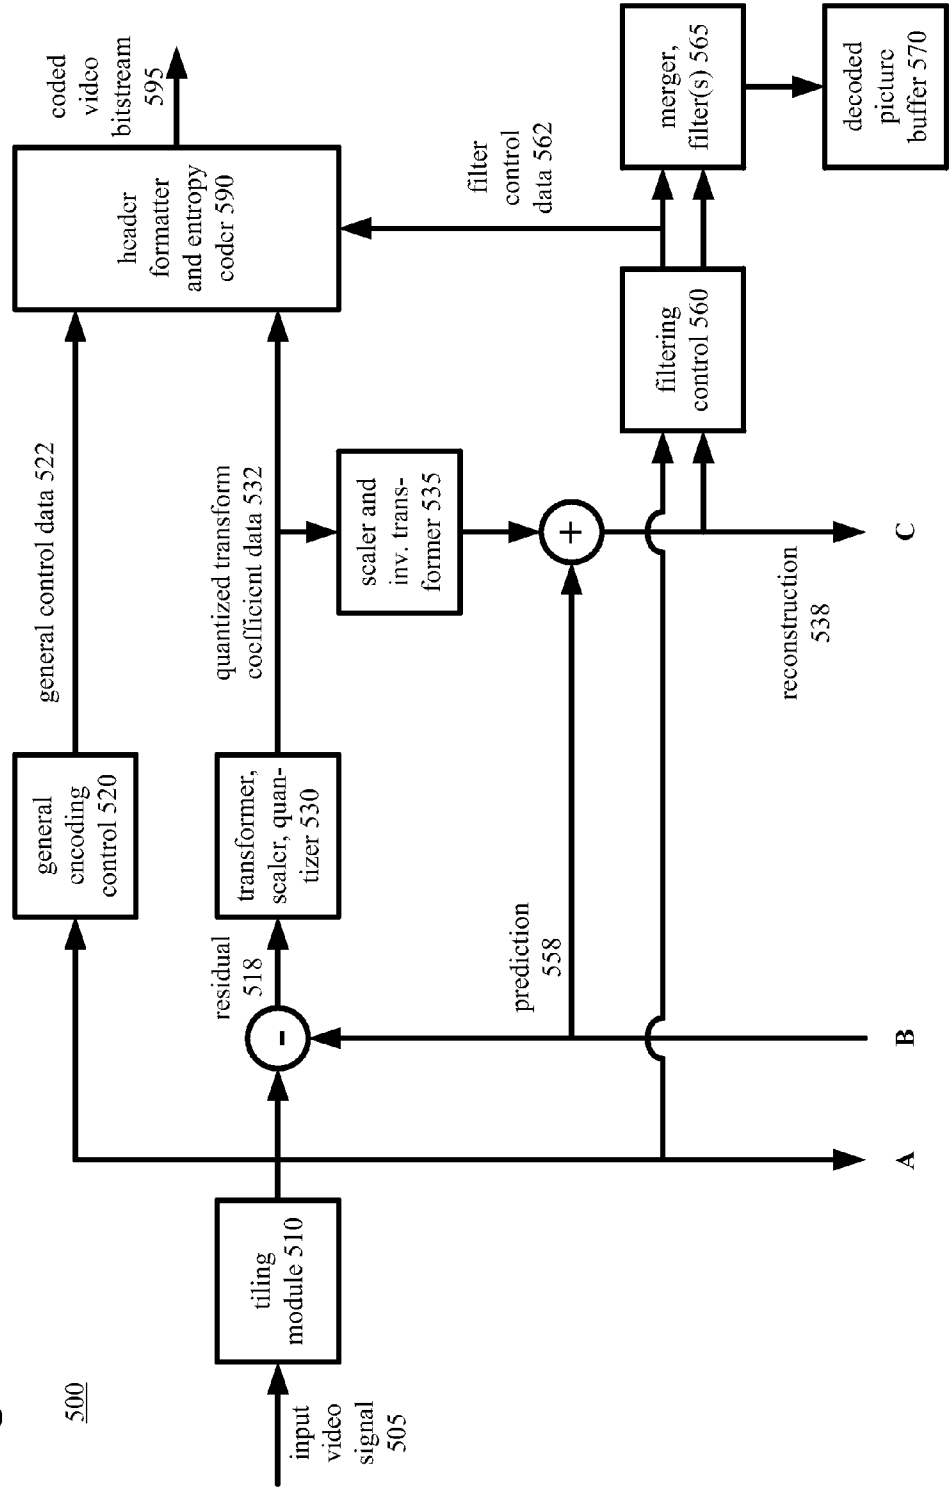 500
input
video
signal
505
tiling
module 510
general
encoding
control 520
general control data 522
header
formatter
and entropy
coder 590
coded
video
bitstream
595
residual
518
-
transformer,
scaler, quan-
tizer 530
quantized transform
coefficient data 532
scaler and
inv. trans-
former 535
+
prediction
558
filter
control
data 562
filtering
control 560
merger,
filter(s) 565
decoded
picture
buffer 570
reconstruction
538
A
B
C